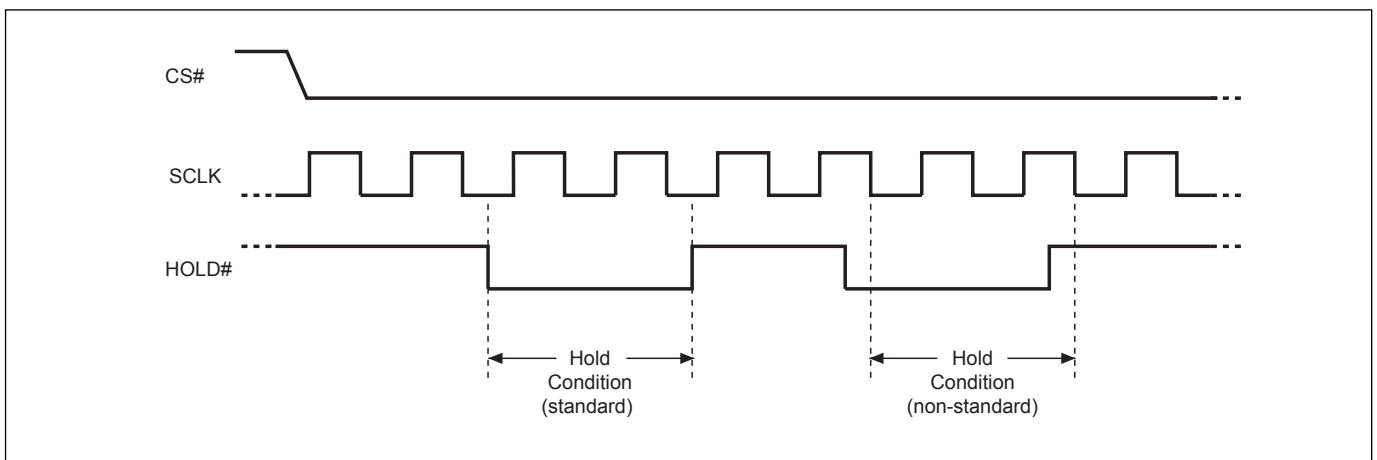 CS#
SCLK
HOLD#
Hold
Condition
(standard)
Hold
Condition
(non-standard)